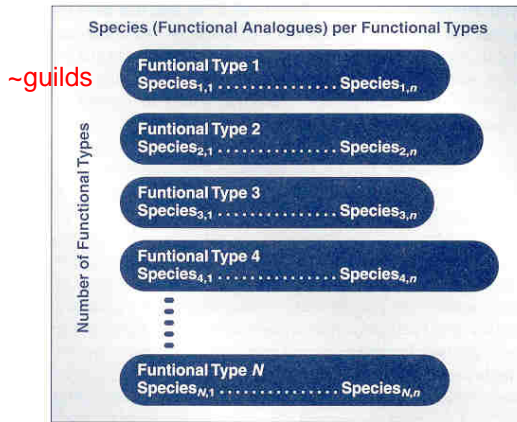 Species (Functional Analogues) per Functional Types
~guilds
Number of Functional Types
Funtional Type 1
Species1,1 . . . . . . . . . . . . . . . Species1,n
Funtional Type 2
Species2,1 . . . . . . . . . . . . . . . Species2,n
Funtional Type 3
Species3,1 . . . . . . . . . . . . . . . Species3,n
Funtional Type 4
Species4,1 . . . . . . . . . . . . . . . Species4,n
Funtional Type N
SpeciesN,1 . . . . . . . . . . . . . . . SpeciesN,n